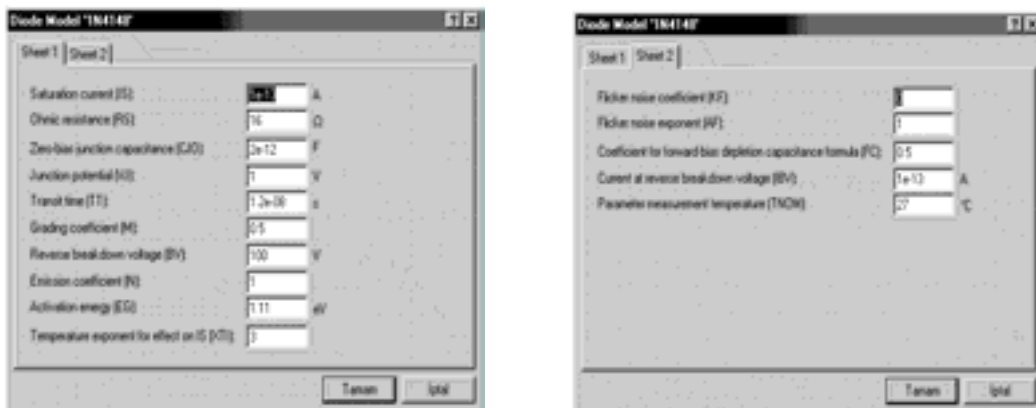 Diode Model "1N4148"
Sheet 1 Sheet 2
Saturation current (IS): A
Ohmic resistance (RS): 16 Ω
Zero-bias junction capacitance (CJO): 2e-12 F
Junction potential (VJ): 1 V
Transit time (TT): 1.2e-08 s
Grading coefficient (M): 0.5
Reverse breakdown voltage (BV): 100 V
Emission coefficient (N): 1
Activation energy (EG): 1.11 eV
Temperature exponent for effect on IS (XTI): 3
Tamam İptal
Diode Model "1N4148"
Sheet 1 Sheet 2
Flicker noise coefficient (KF):
Flicker noise exponent (AF): 1
Coefficient for forward-bias depletion capacitance formula (FC): 0.5
Current at reverse breakdown voltage (IBV): 1e-13 A
Parameter measurement temperature (TNOM): 27 °C
Tamam İptal